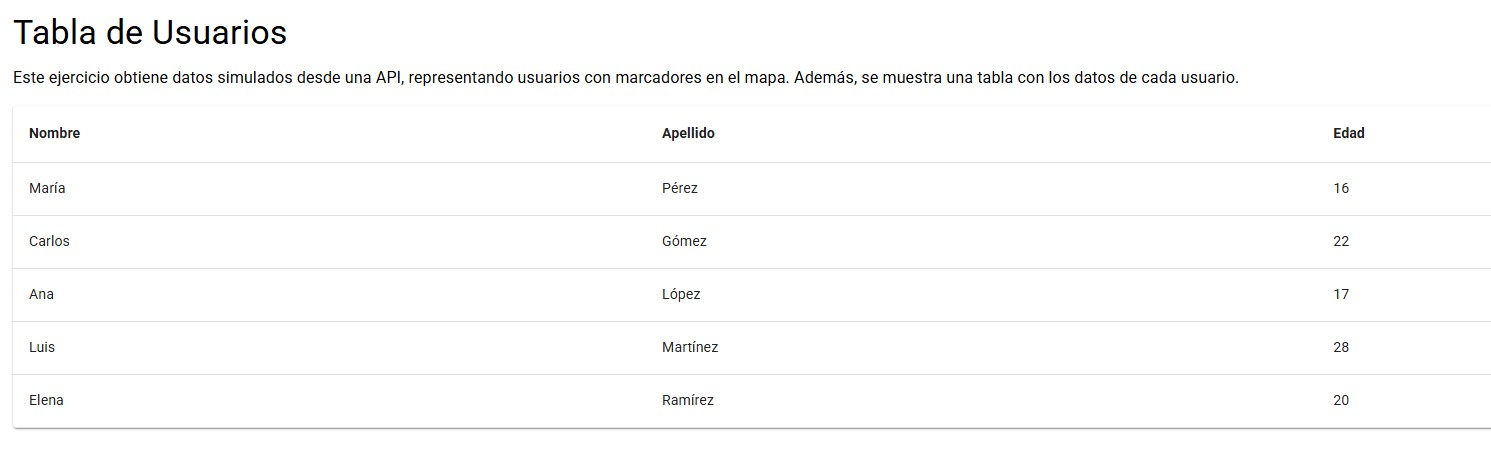 Tabla de Usuarios
Este ejercicio obtiene datos simulados desde una API, representando usuarios con marcadores en el mapa. Además, se muestra una tabla con los datos de cada usuario.
Nombre Apellido Edad
María Pérez 16
Carlos Gómez 22
Ana López 17
Luis Martínez 28
Elena Ramírez 20